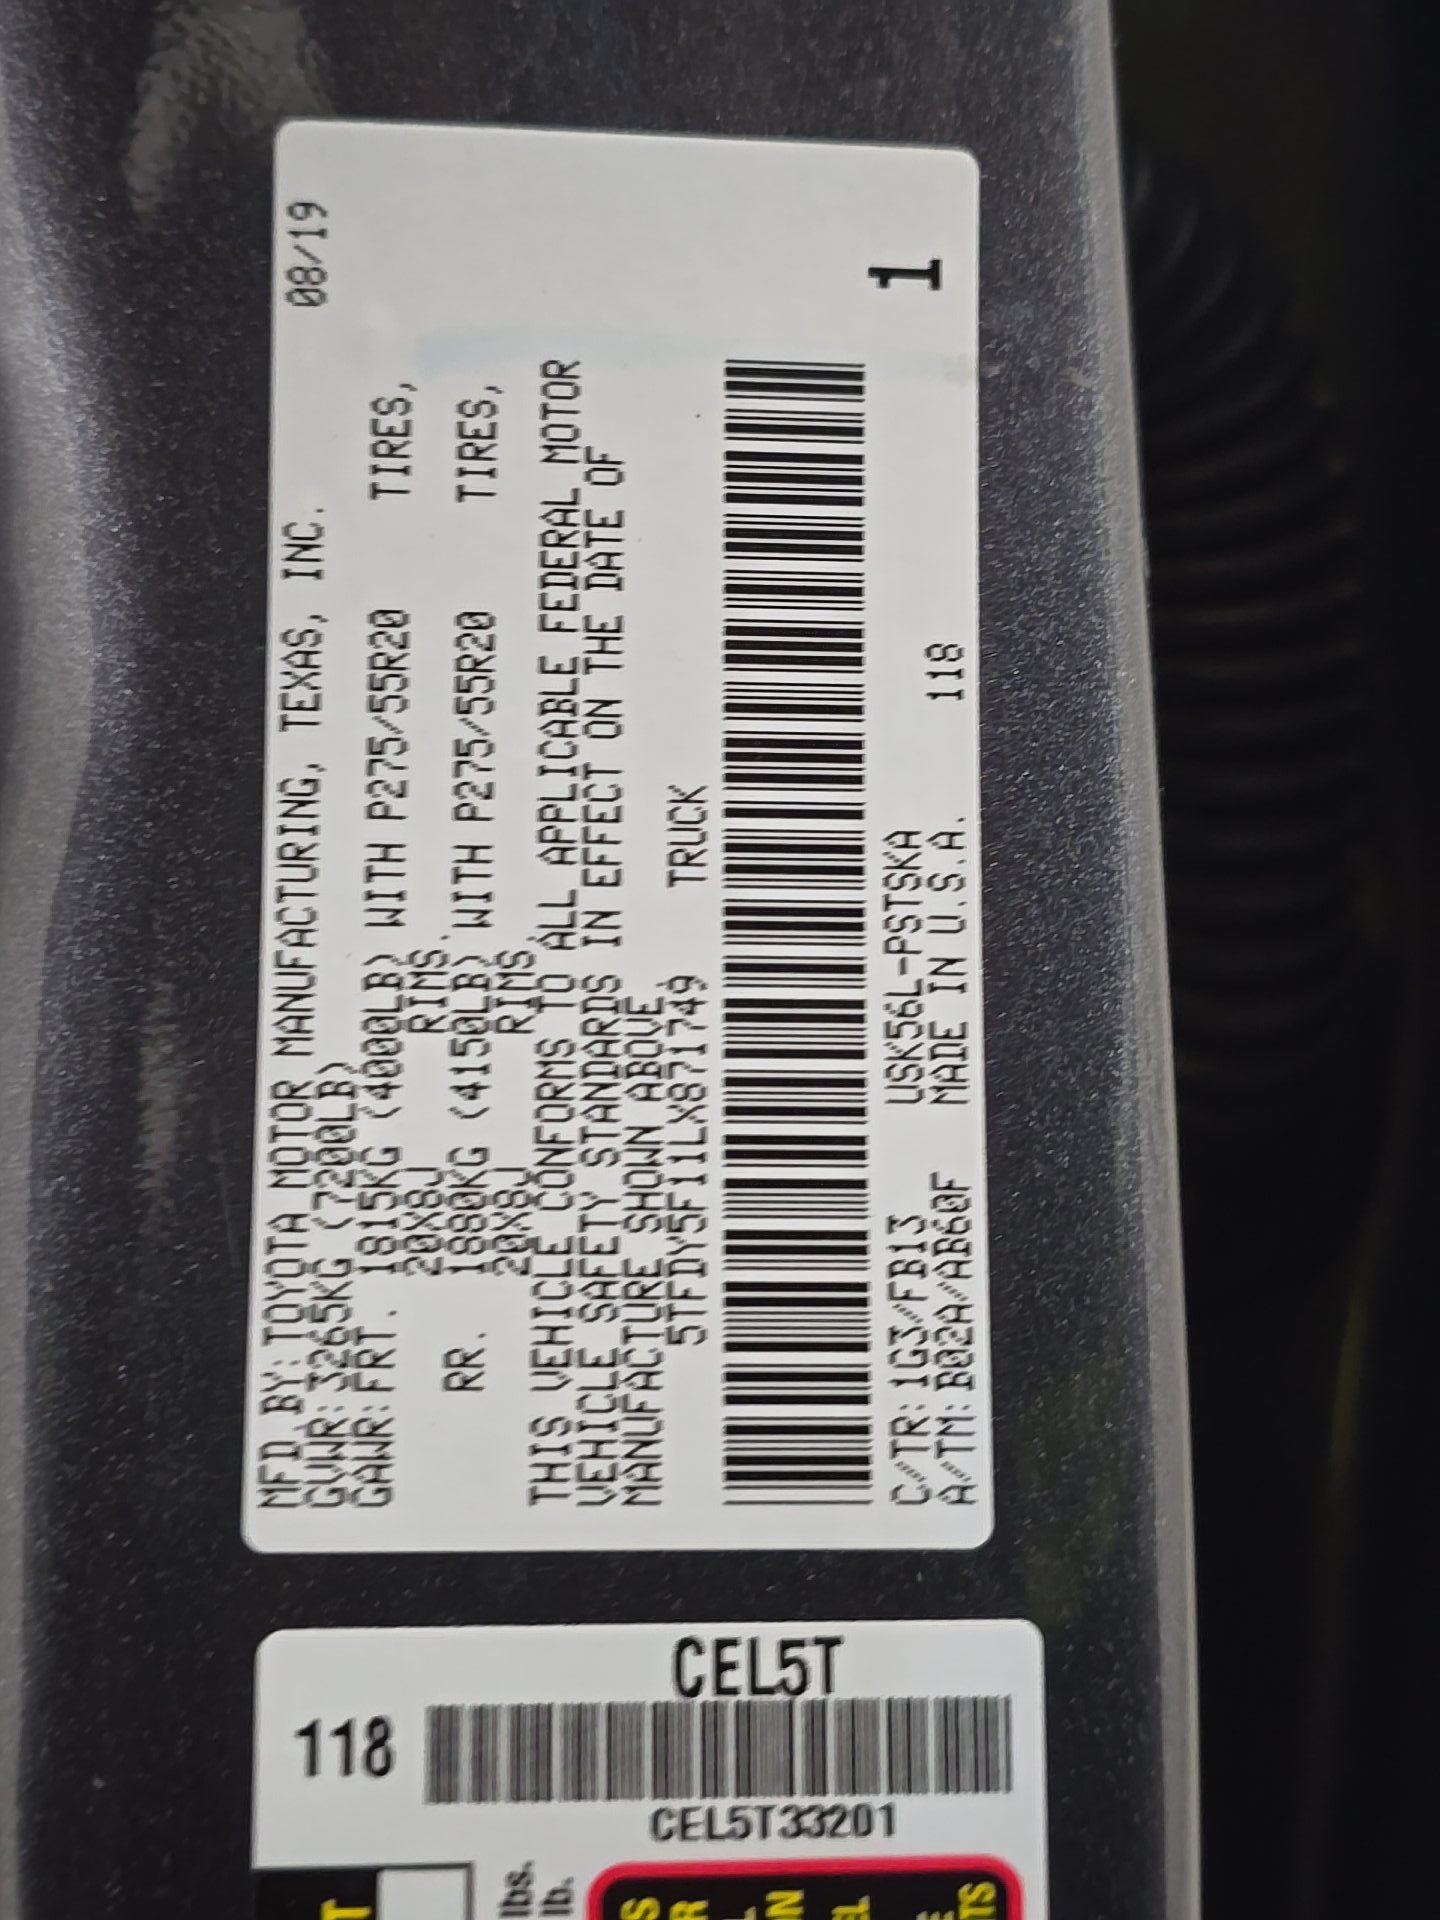 MFD BY: TOYOTA MOTOR MANUFACTURING, TEXAS, INC. 08/19
GVWR: 3265KG (7200LB)
GAWR: FRT. 1815KG (4000LB) WITH P275/55R20 TIRES,
20X8J RIMS.
RR. 1880KG (4150LB) WITH P275/55R20 TIRES,
20X8J RIMS.
THIS VEHICLE CONFORMS TO ALL APPLICABLE FEDERAL MOTOR
VEHICLE SAFETY STANDARDS IN EFFECT ON THE DATE OF
MANUFACTURE SHOWN ABOVE.
5TFDY5F11LX871749 TRUCK
1
C/TR: 1G3/FB13 USK56L-PSTSKA
A/TM: B02A/AB60F MADE IN U.S.A. 118
118
CEL5T
CEL5T33201
lbs.
lb.